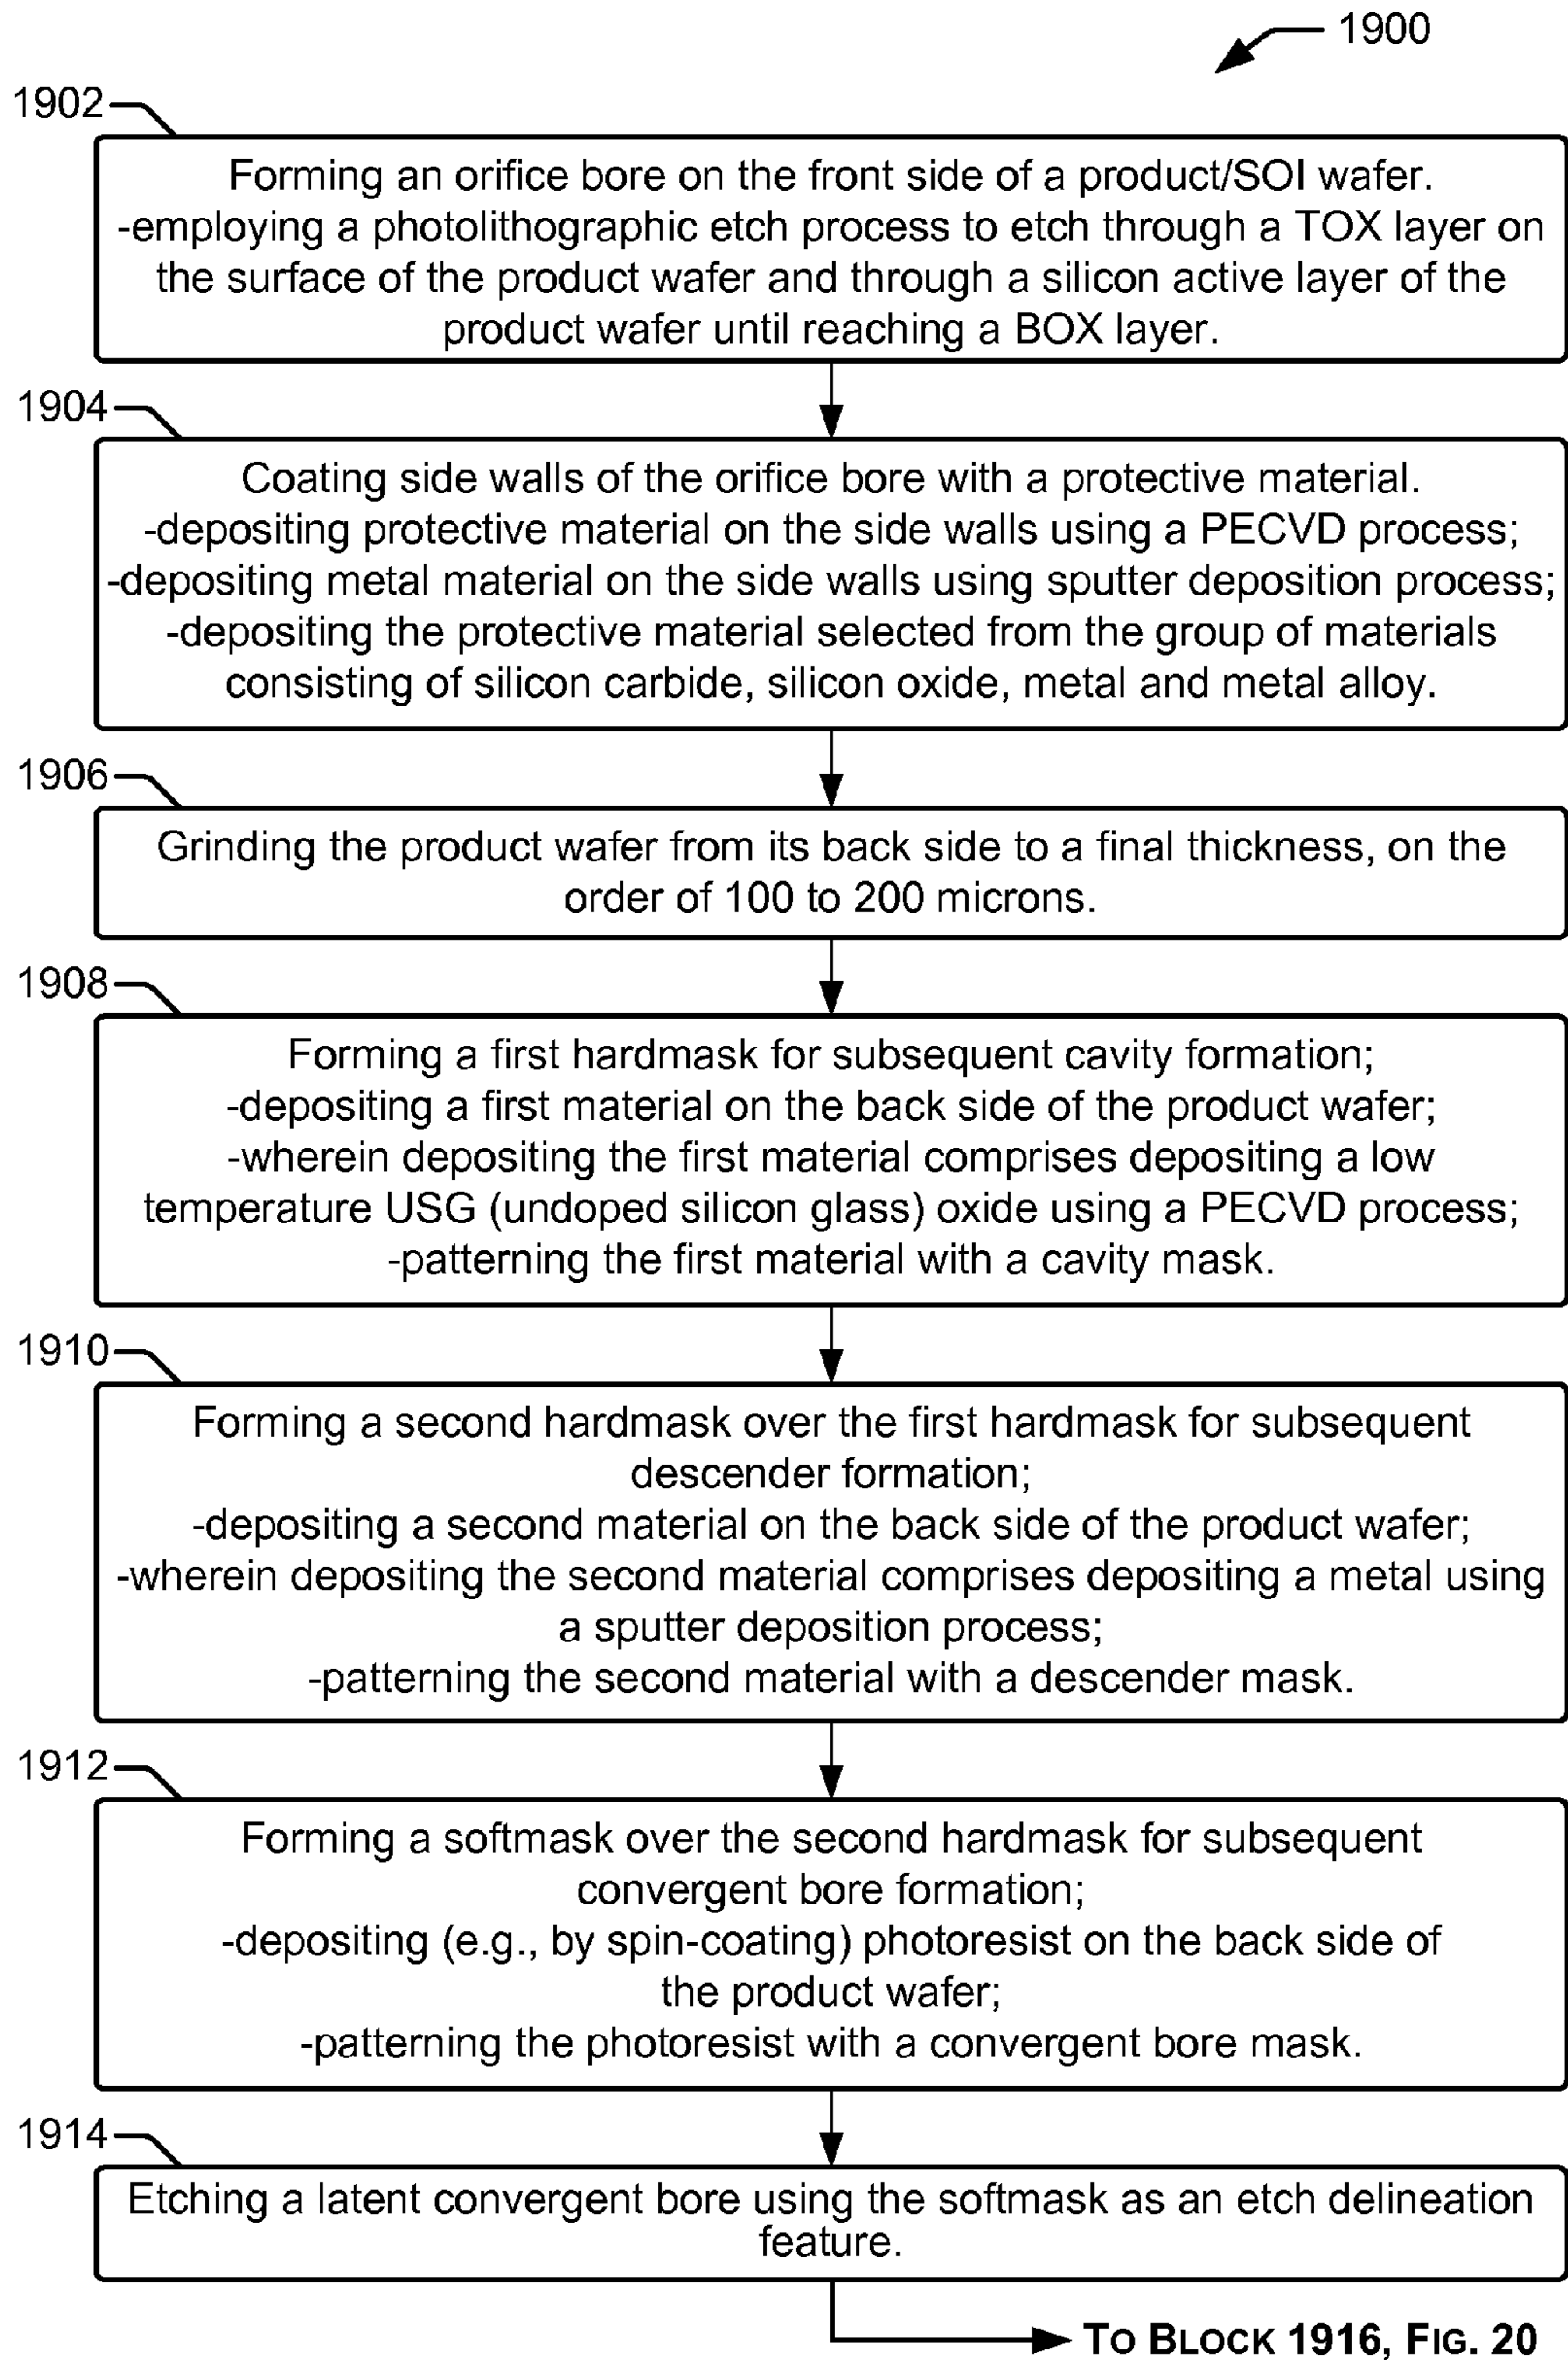 1900
1902
Forming an orifice bore on the front side of a product/SOI wafer.
-employing a photolithographic etch process to etch through a TOX layer on
the surface of the product wafer and through a silicon active layer of the
product wafer until reaching a BOX layer.
1904
Coating side walls of the orifice bore with a protective material.
-depositing protective material on the side walls using a PECVD process;
-depositing metal material on the side walls using sputter deposition process;
-depositing the protective material selected from the group of materials
consisting of silicon carbide, silicon oxide, metal and metal alloy.
1906
Grinding the product wafer from its back side to a final thickness, on the
order of 100 to 200 microns.
1908
Forming a first hardmask for subsequent cavity formation;
-depositing a first material on the back side of the product wafer;
-wherein depositing the first material comprises depositing a low
temperature USG (undoped silicon glass) oxide using a PECVD process;
-patterning the first material with a cavity mask.
1910
Forming a second hardmask over the first hardmask for subsequent
descender formation;
-depositing a second material on the back side of the product wafer;
-wherein depositing the second material comprises depositing a metal using
a sputter deposition process;
-patterning the second material with a descender mask.
1912
Forming a softmask over the second hardmask for subsequent
convergent bore formation;
-depositing (e.g., by spin-coating) photoresist on the back side of
the product wafer;
-patterning the photoresist with a convergent bore mask.
1914
Etching a latent convergent bore using the softmask as an etch delineation
feature.
TO BLOCK 1916, FIG. 20